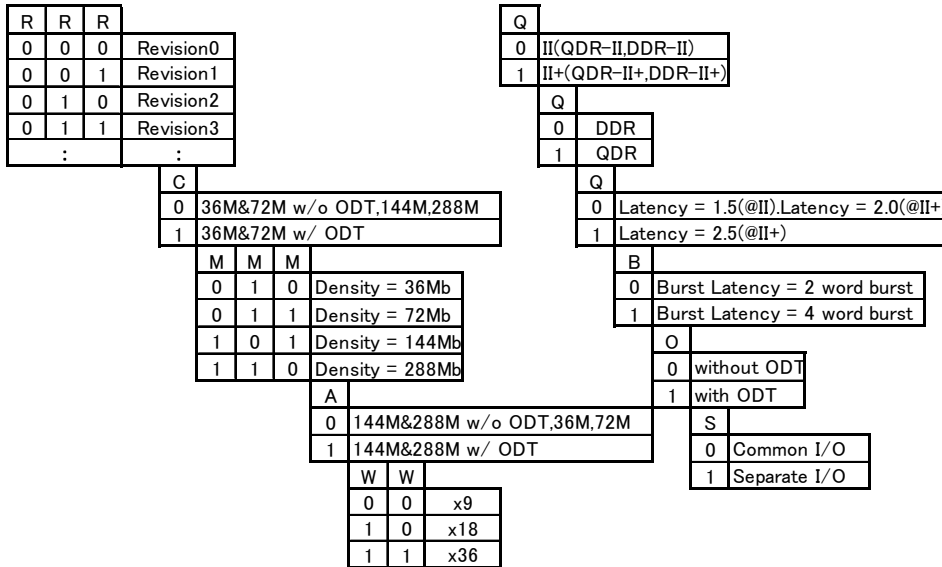 R R R
0 0 0 Revision0
0 0 1 Revision1
0 1 0 Revision2
0 1 1 Revision3
: :
C
0 36M&72M w/o ODT,144M,288M
1 36M&72M w/ ODT
M M M
0 1 0 Density = 36Mb
0 1 1 Density = 72Mb
1 0 1 Density = 144Mb
1 1 0 Density = 288Mb
A
0 144M&288M w/o ODT,36M,72M
1 144M&288M w/ ODT
W W
0 0 x9
1 0 x18
1 1 x36
Q
0 II(QDR-II,DDR-II)
1 II+(QDR-II+,DDR-II+)
Q
0 DDR
1 QDR
Q
0 Latency = 1.5(@II).Latency = 2.0(@II+
1 Latency = 2.5(@II+)
B
0 Burst Latency = 2 word burst
1 Burst Latency = 4 word burst
O
0 without ODT
1 with ODT
S
0 Common I/O
1 Separate I/O